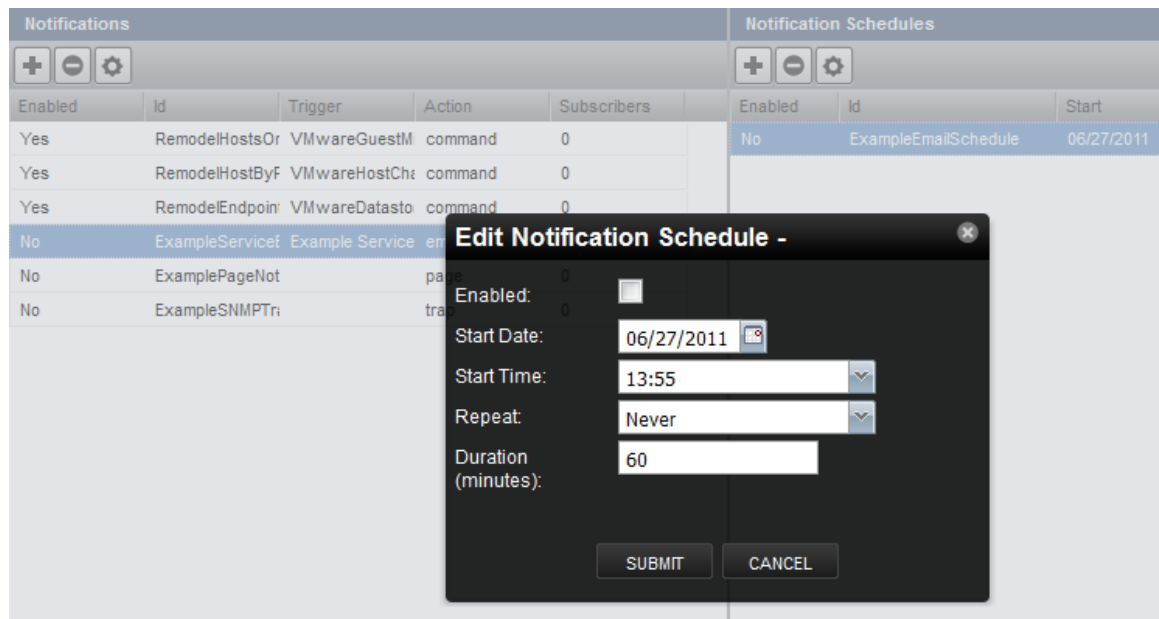 Notifications
Notification Schedules
Enabled Id Trigger Action Subscribers
Enabled Id Start
Yes RemodelHostsOr VMwareGuestM command 0
No ExampleEmailSchedule 06/27/2011
Yes RemodelHostByF VMwareHostCha command 0
Yes RemodelEndpoin VMwareDatasto command 0
No ExampleServiceE Example Service em
No ExamplePageNot page 0
No ExampleSNMPTra trap 0
Edit Notification Schedule -
Enabled:
Start Date: 06/27/2011
Start Time: 13:55
Repeat: Never
Duration (minutes): 60
SUBMIT CANCEL